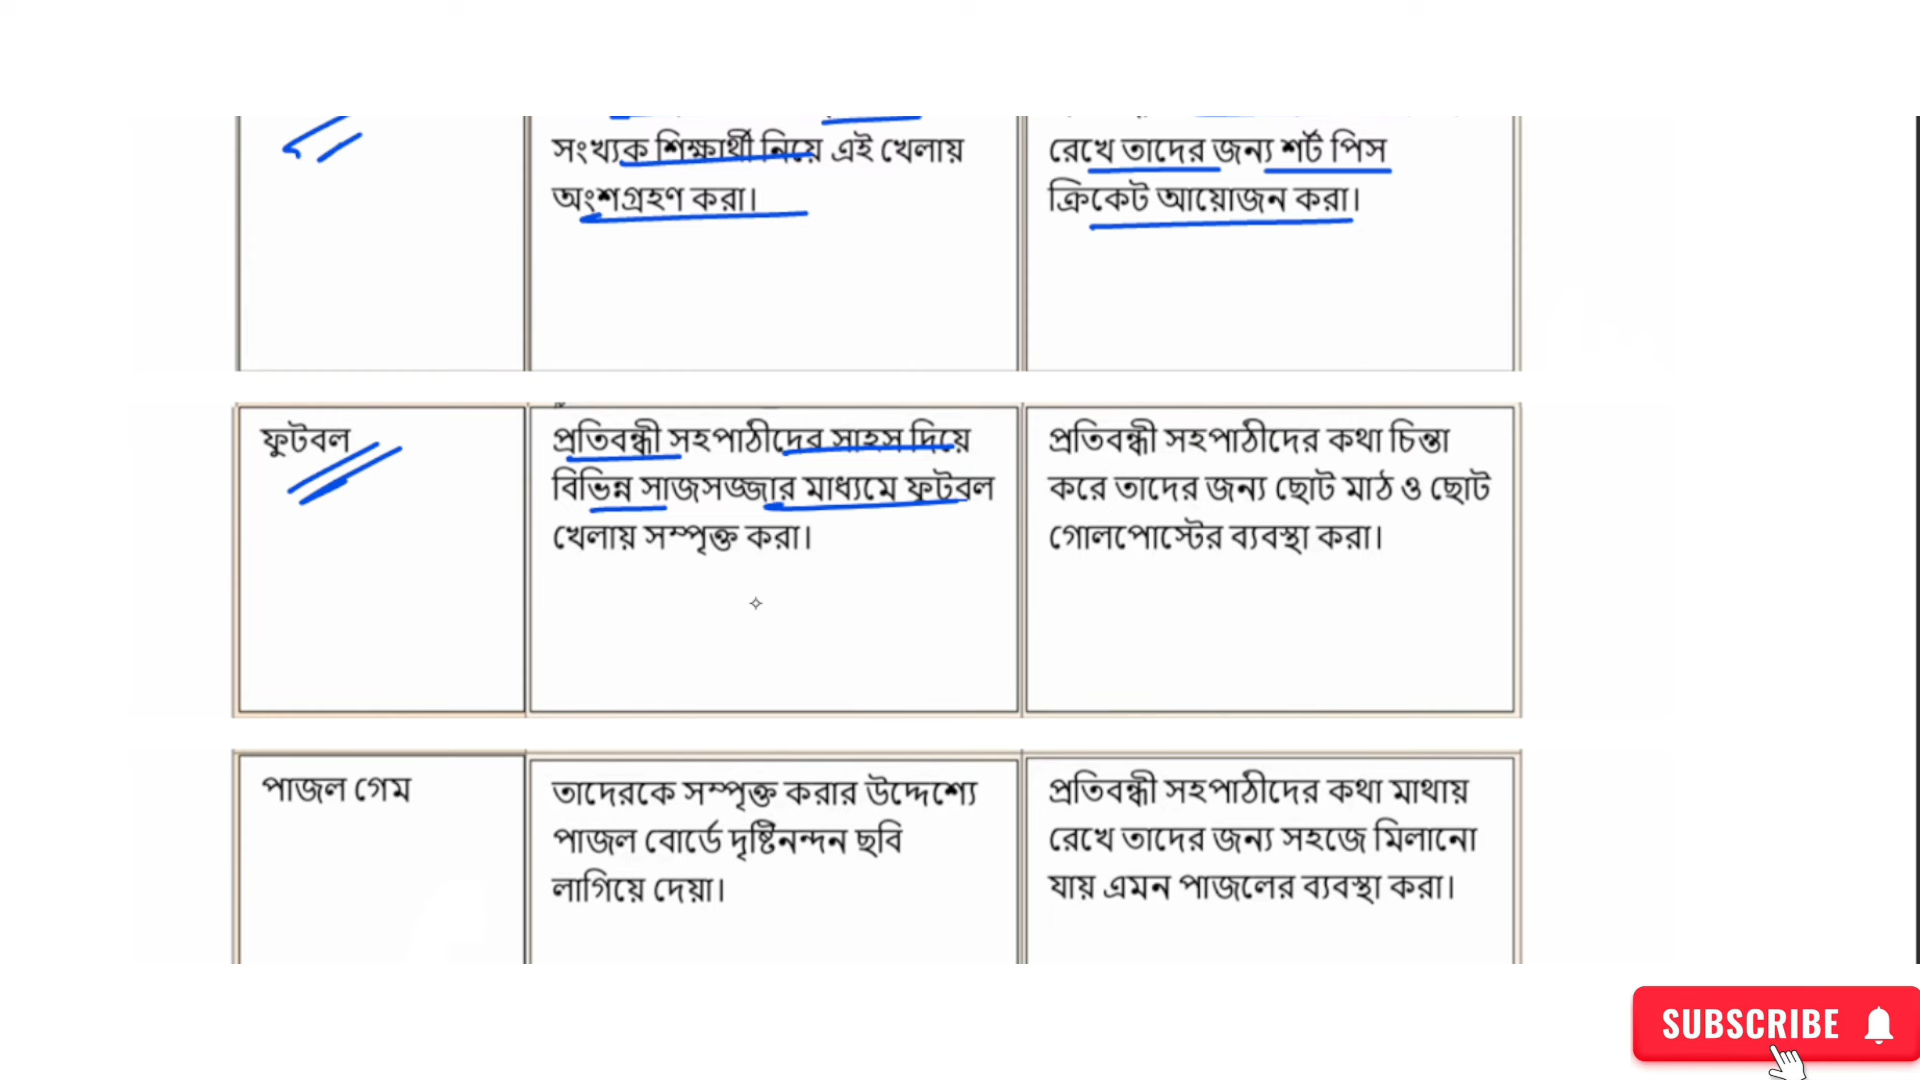 সংখ্যক শিক্ষার্থী নিয়ে এই খেলায়
অংশগ্রহণ করা।
রেখে তাদের জন্য শর্ট পিস
ক্রিকেট আয়োজন করা।
ফুটবল
প্রতিবন্ধী সহপাঠীদের সাহস দিয়ে
বিভিন্ন সাজসজ্জার মাধ্যমে ফুটবল
খেলায় সম্পৃক্ত করা।
প্রতিবন্ধী সহপাঠীদের কথা চিন্তা
করে তাদের জন্য ছোট মাঠ ও ছোট
গোলপোস্টের ব্যবস্থা করা।
পাজল গেম
তাদেরকে সম্পৃক্ত করার উদ্দেশ্যে
পাজল বোর্ডে দৃষ্টিনন্দন ছবি
লাগিয়ে দেয়া।
প্রতিবন্ধী সহপাঠীদের কথা মাথায়
রেখে তাদের জন্য সহজে মিলানো
যায় এমন পাজলের ব্যবস্থা করা।
SUBSCRIBE